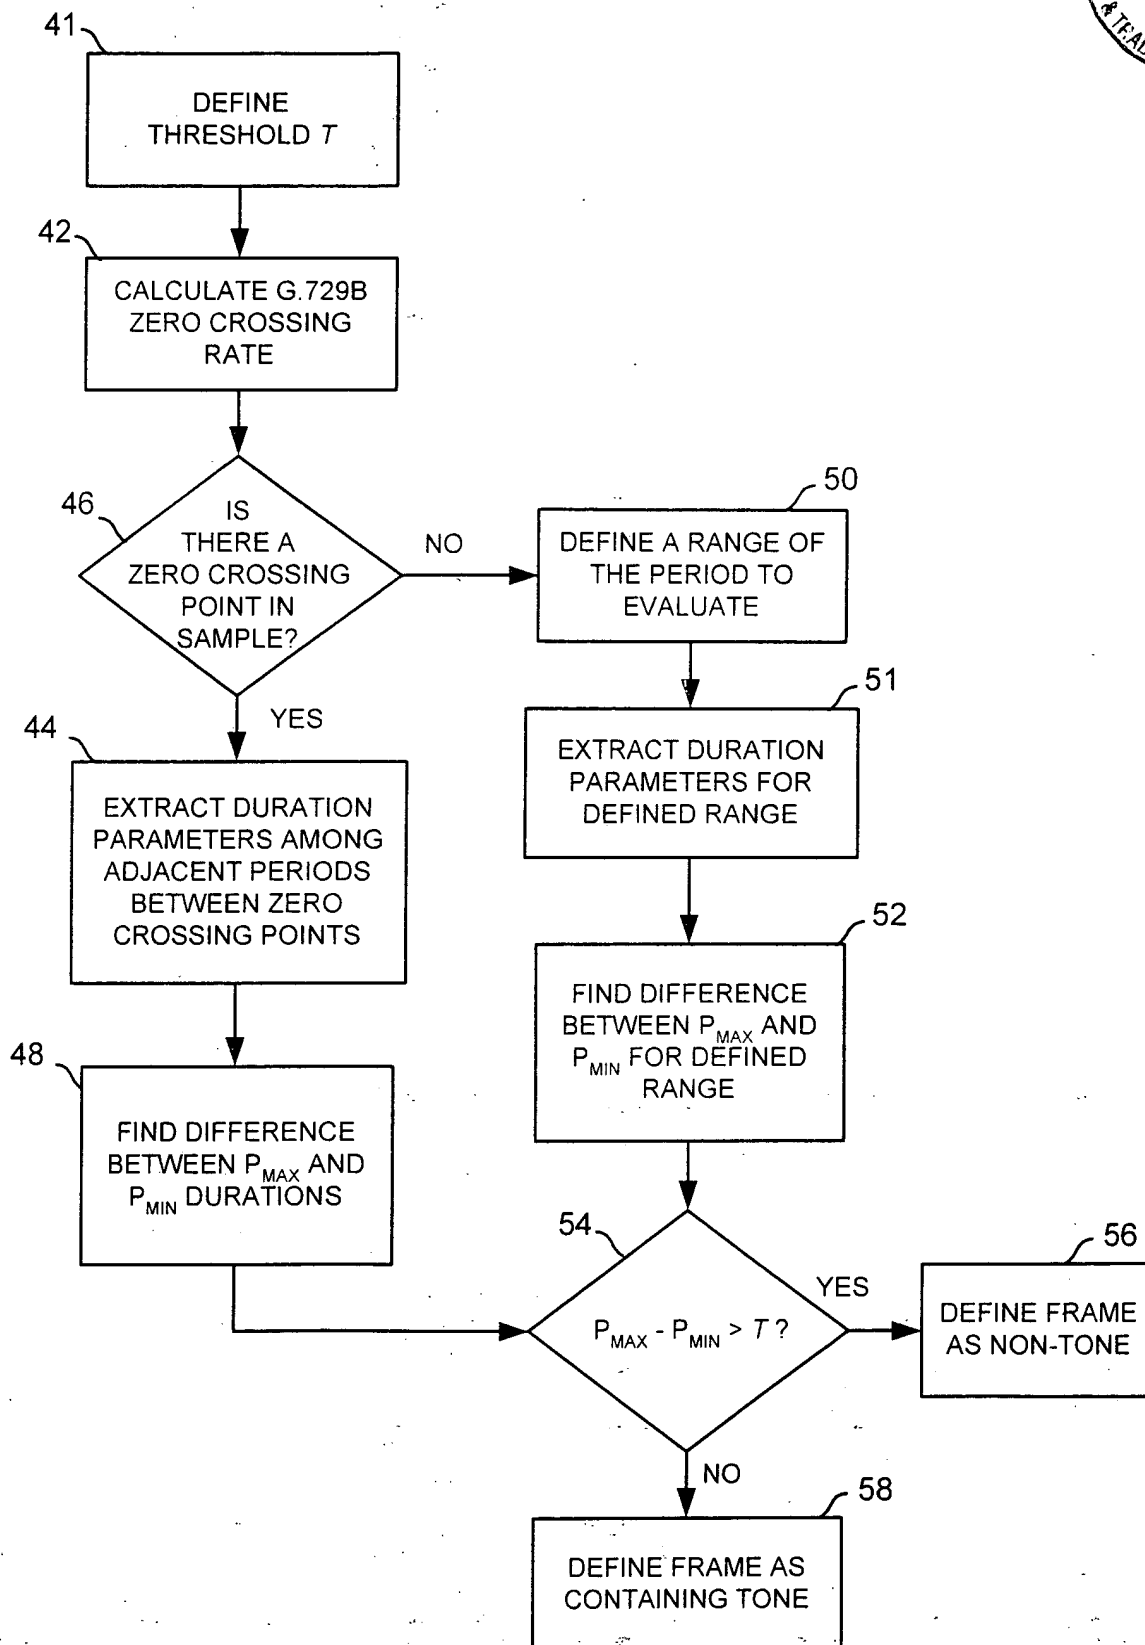 & TRAD
41
DEFINE
THRESHOLD T
42
CALCULATE G.729B
ZERO CROSSING
RATE
46
IS
THERE A
ZERO CROSSING
POINT IN
SAMPLE?
NO
50
DEFINE A RANGE OF
THE PERIOD TO
EVALUATE
YES
51
EXTRACT DURATION
PARAMETERS FOR
DEFINED RANGE
44
EXTRACT DURATION
PARAMETERS AMONG
ADJACENT PERIODS
BETWEEN ZERO
CROSSING POINTS
52
FIND DIFFERENCE
BETWEEN PMAX AND
PMIN FOR DEFINED
RANGE
48
FIND DIFFERENCE
BETWEEN PMAX AND
PMIN DURATIONS
54
PMAX - PMIN > T ?
YES
56
DEFINE FRAME
AS NON-TONE
NO
58
DEFINE FRAME AS
CONTAINING TONE